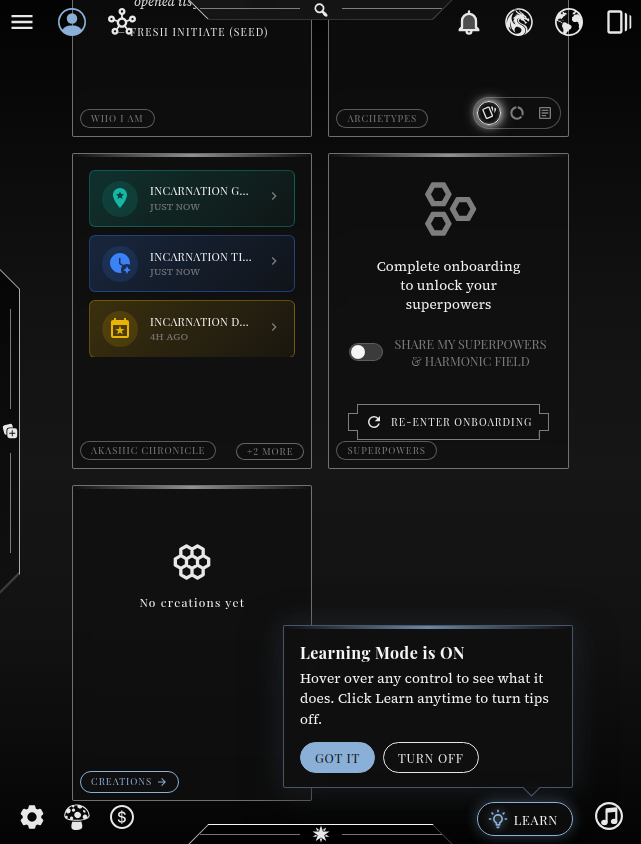 opened its
FRESH INITIATE (SEED)
WHO I AM
ARCHETYPES
INCARNATION G...
JUST NOW
INCARNATION TI...
JUST NOW
INCARNATION D...
4H AGO
AKASHIC CHRONICLE
+2 MORE
Complete onboarding
to unlock your
superpowers
SHARE MY SUPERPOWERS
& HARMONIC FIELD
RE-ENTER ONBOARDING
SUPERPOWERS
No creations yet
CREATIONS
Learning Mode is ON
Hover over any control to see what it
does. Click Learn anytime to turn tips
off.
GOT IT
TURN OFF
LEARN